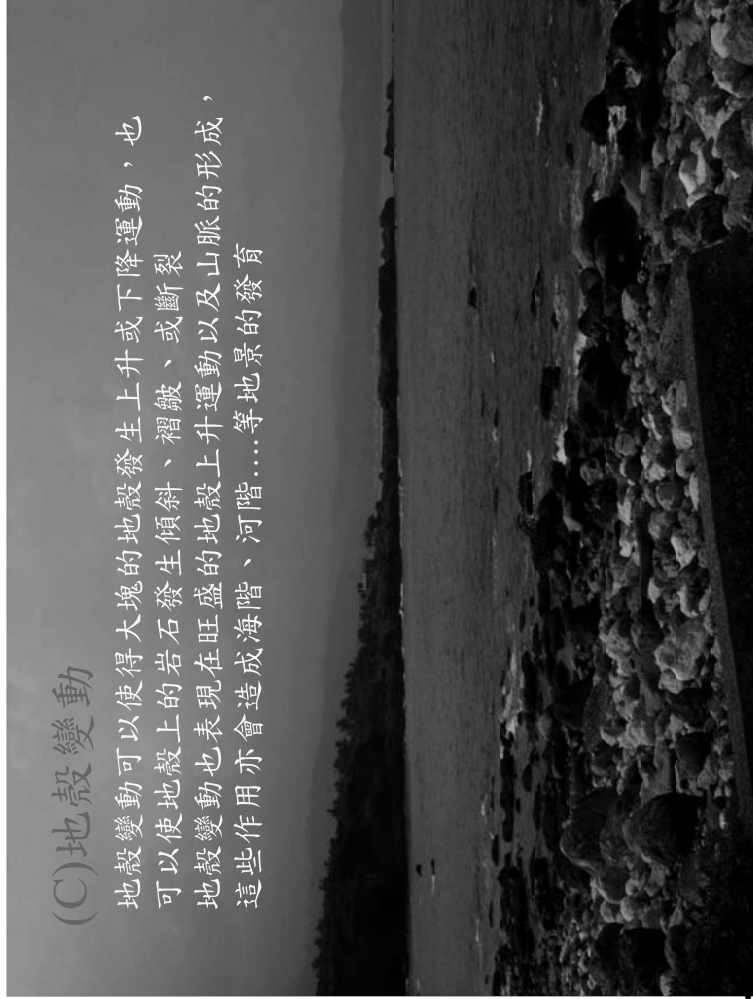 (C)地殼變動
地殼變動可以使得大塊的地殼發生上升或下降運動，也
可以使地殼上的岩石發生傾斜、褶皺、或斷裂
地殼變動也表現在旺盛的地殼上升運動以及山脈的形成，
這些作用亦會造成海階、河階....等地景的發育